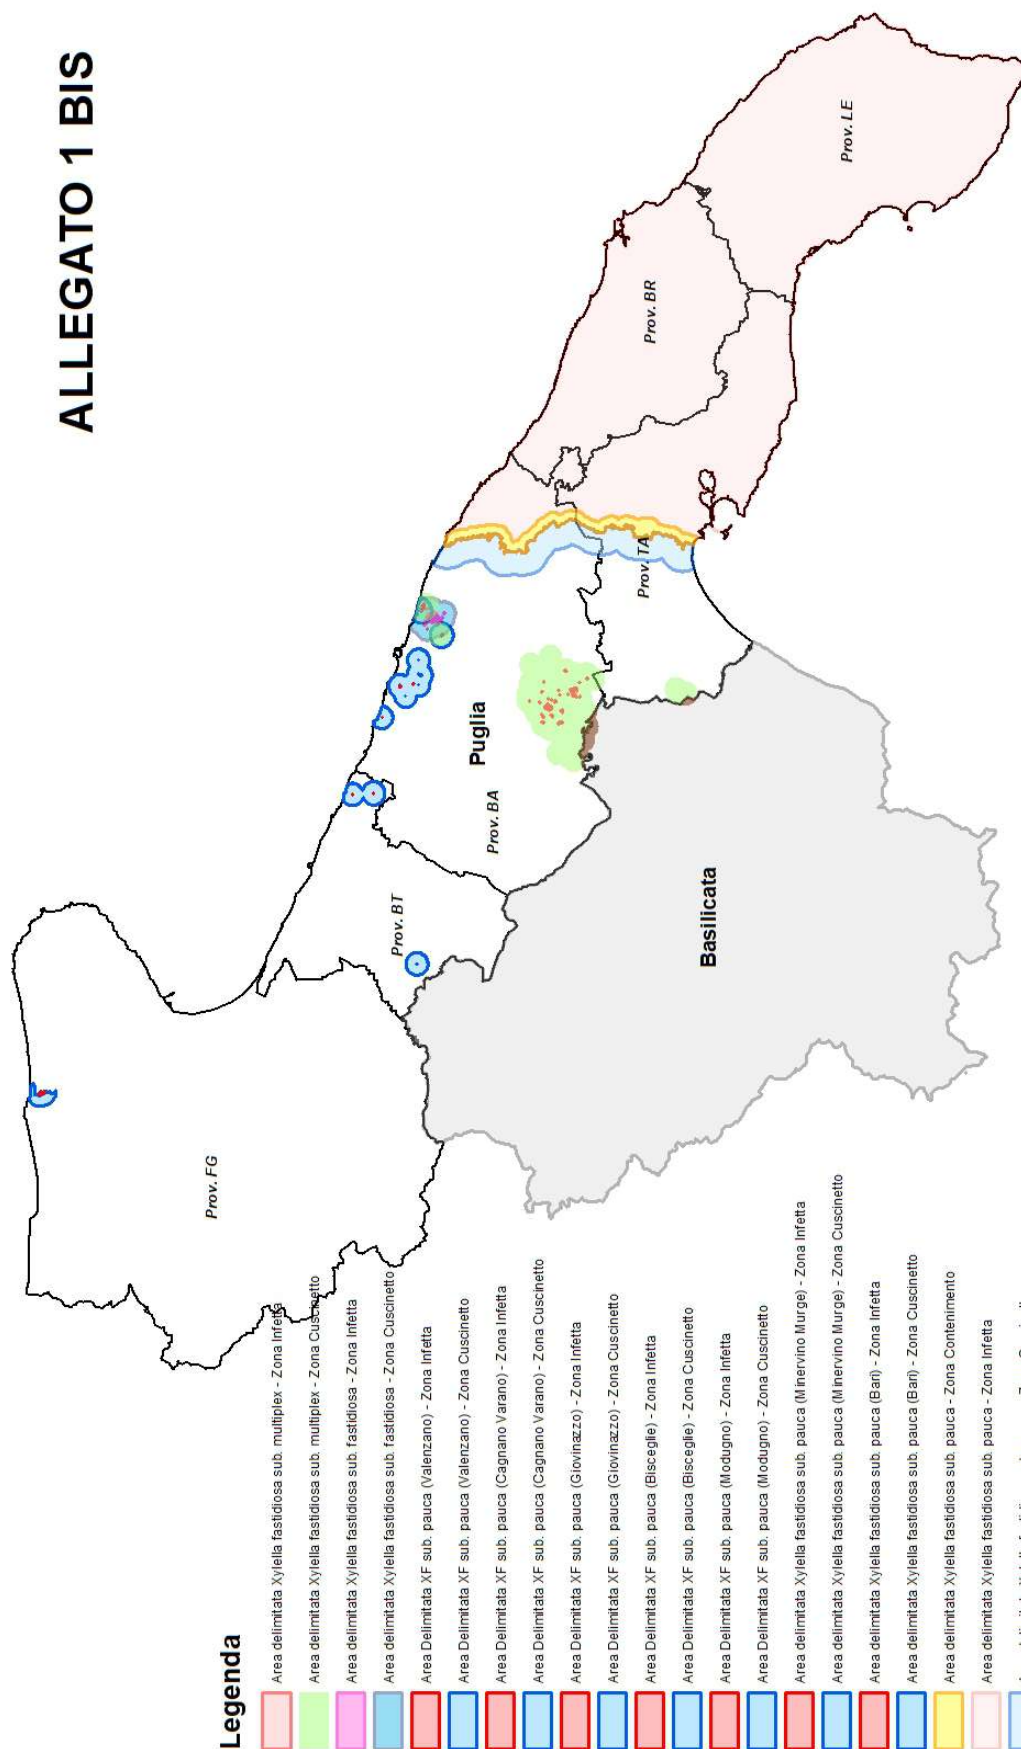 ALLEGATO 1 BIS
Prov. FG
Prov. BT
Prov. BA
Puglia
Prov. TA
Prov. BR
Prov. LE
Basilicata
Legenda
Area delimitata Xylella fastidiosa sub. multiplex - Zona Infetta
Area delimitata Xylella fastidiosa sub. multiplex - Zona Cuscinetto
Area delimitata Xylella fastidiosa sub. fastidiosa - Zona Infetta
Area delimitata Xylella fastidiosa sub. fastidiosa - Zona Cuscinetto
Area Delimitata XF sub. pauca (Valenzano) - Zona Infetta
Area Delimitata XF sub. pauca (Valenzano) - Zona Cuscinetto
Area Delimitata XF sub. pauca (Cagnano Varano) - Zona Infetta
Area Delimitata XF sub. pauca (Cagnano Varano) - Zona Cuscinetto
Area Delimitata XF sub. pauca (Giovinazzo) - Zona Infetta
Area Delimitata XF sub. pauca (Giovinazzo) - Zona Cuscinetto
Area Delimitata XF sub. pauca (Bisceglie) - Zona Infetta
Area Delimitata XF sub. pauca (Bisceglie) - Zona Cuscinetto
Area Delimitata XF sub. pauca (Modugno) - Zona Infetta
Area Delimitata XF sub. pauca (Modugno) - Zona Cuscinetto
Area delimitata Xylella fastidiosa sub. pauca (Minervino Murge) - Zona Infetta
Area delimitata Xylella fastidiosa sub. pauca (Minervino Murge) - Zona Cuscinetto
Area delimitata Xylella fastidiosa sub. pauca (Bari) - Zona Infetta
Area delimitata Xylella fastidiosa sub. pauca (Bari) - Zona Cuscinetto
Area delimitata Xylella fastidiosa sub. pauca - Zona Contenimento
Area delimitata Xylella fastidiosa sub. pauca - Zona Infetta